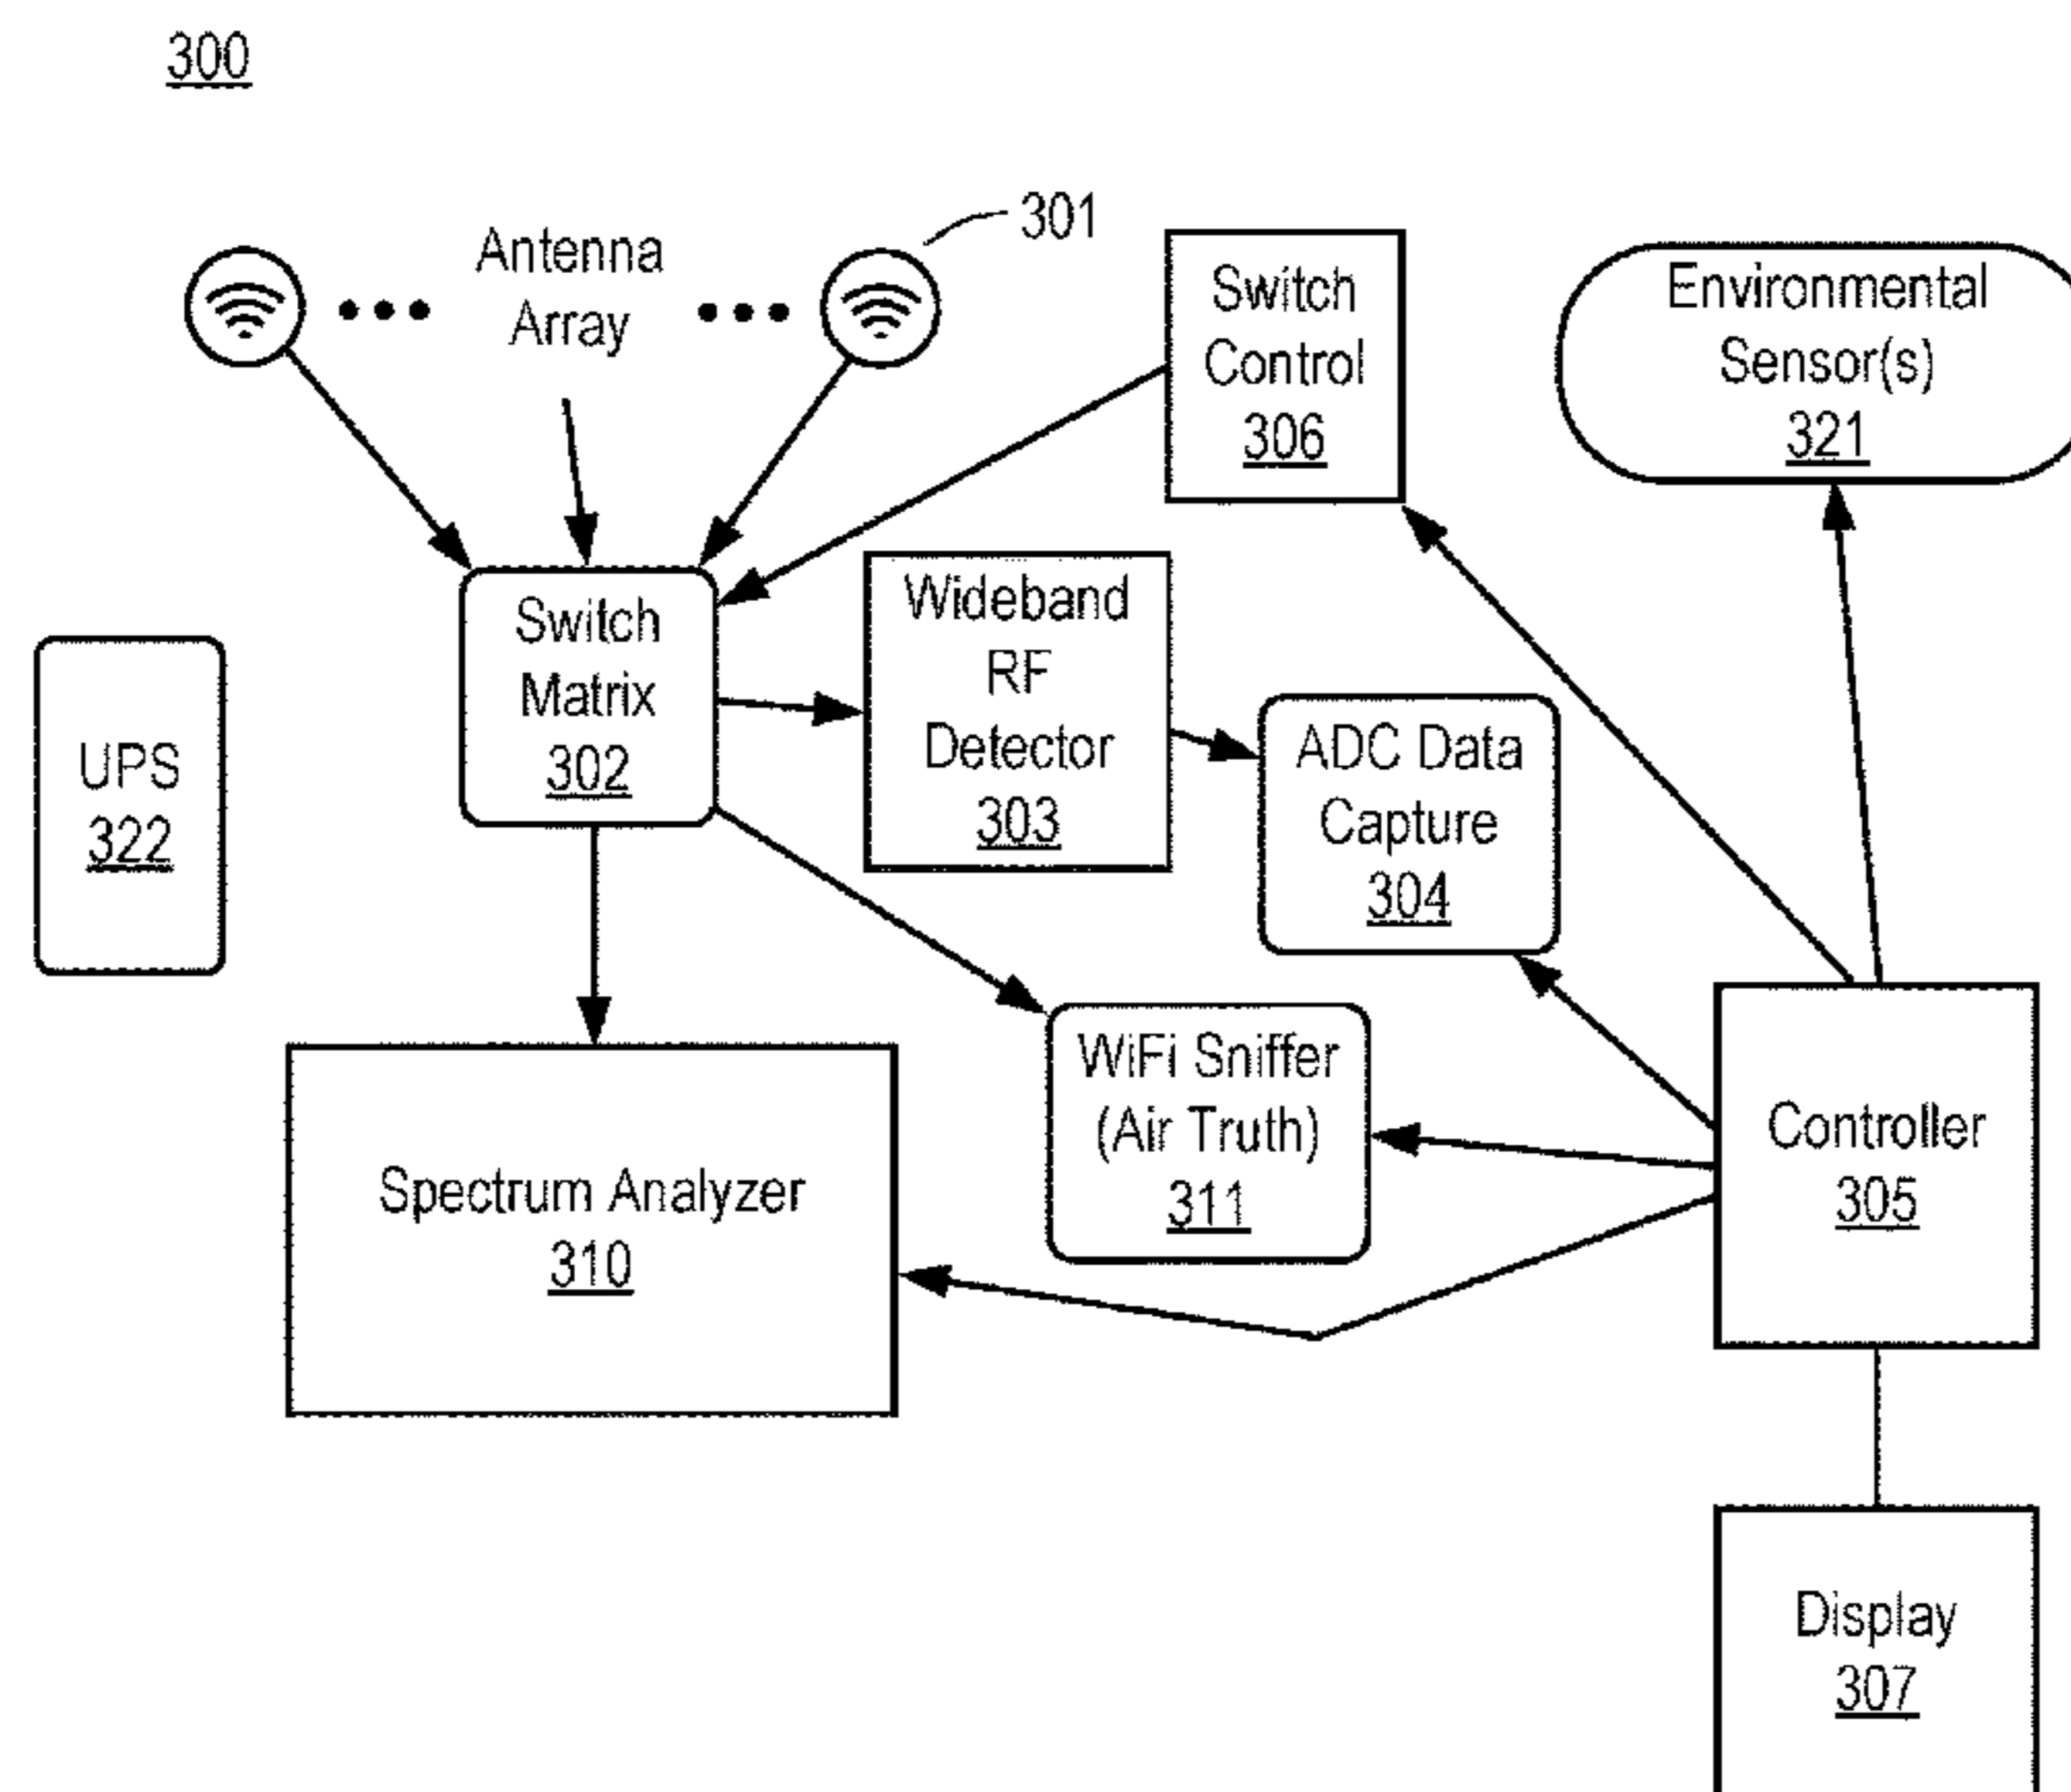 300
301
Antenna
Array
Switch
Control
306
Environmental
Sensor(s)
321
Switch
Matrix
302
Wideband
RF
Detector
303
UPS
322
ADC Data
Capture
304
WiFi Sniffer
(Air Truth)
311
Controller
305
Spectrum Analyzer
310
Display
307